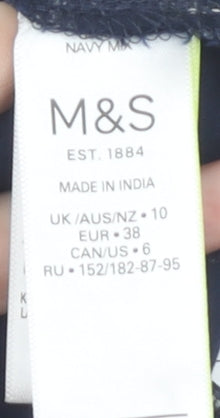 NAVY MIX
M&S
EST. 1884
MADE IN INDIA
UK/AUS/NZ • 10
EUR • 38
CAN/US • 6
RU • 152/182-87-95